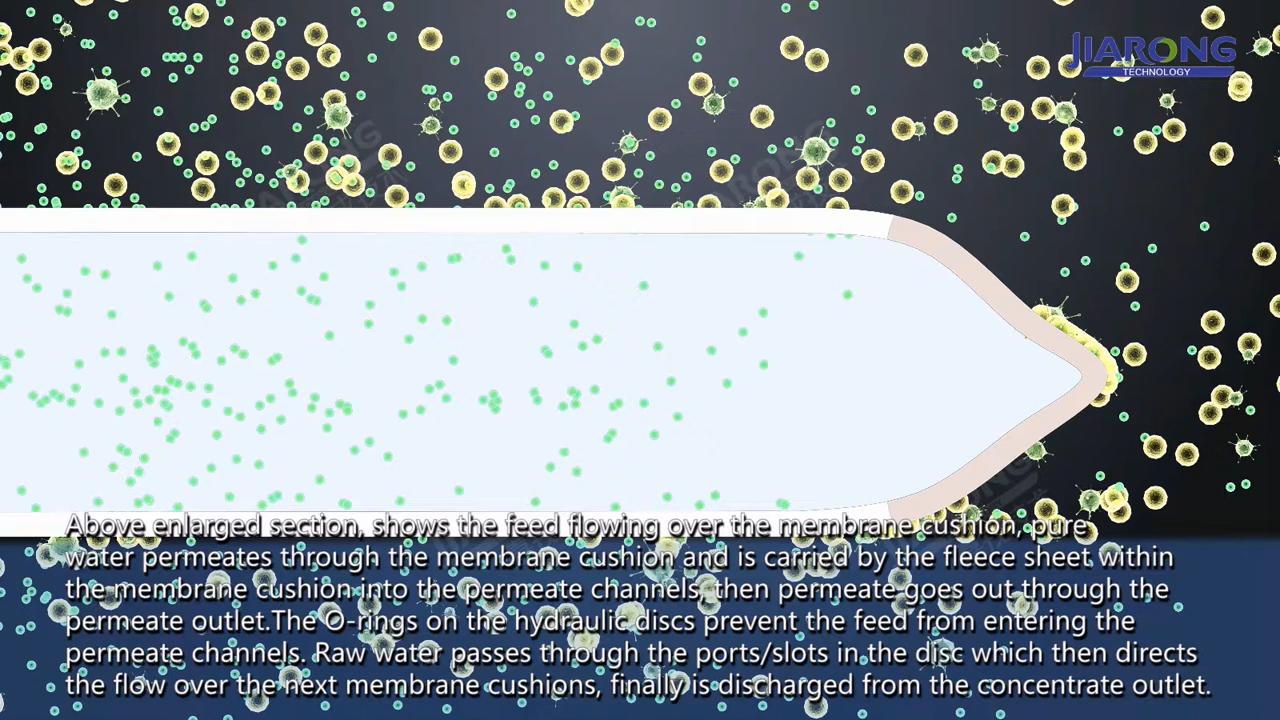 JIARONG
TECHNOLOGY
Above enlarged section, shows the feed flowing over the membrane cushion, pure
water permeates through the membrane cushion and is carried by the fleece sheet within
the membrane cushion into the permeate channels, then permeate goes out through the
permeate outlet.The O-rings on the hydraulic discs prevent the feed from entering the
permeate channels. Raw water passes through the ports/slots in the disc which then directs
the flow over the next membrane cushions, finally is discharged from the concentrate outlet.